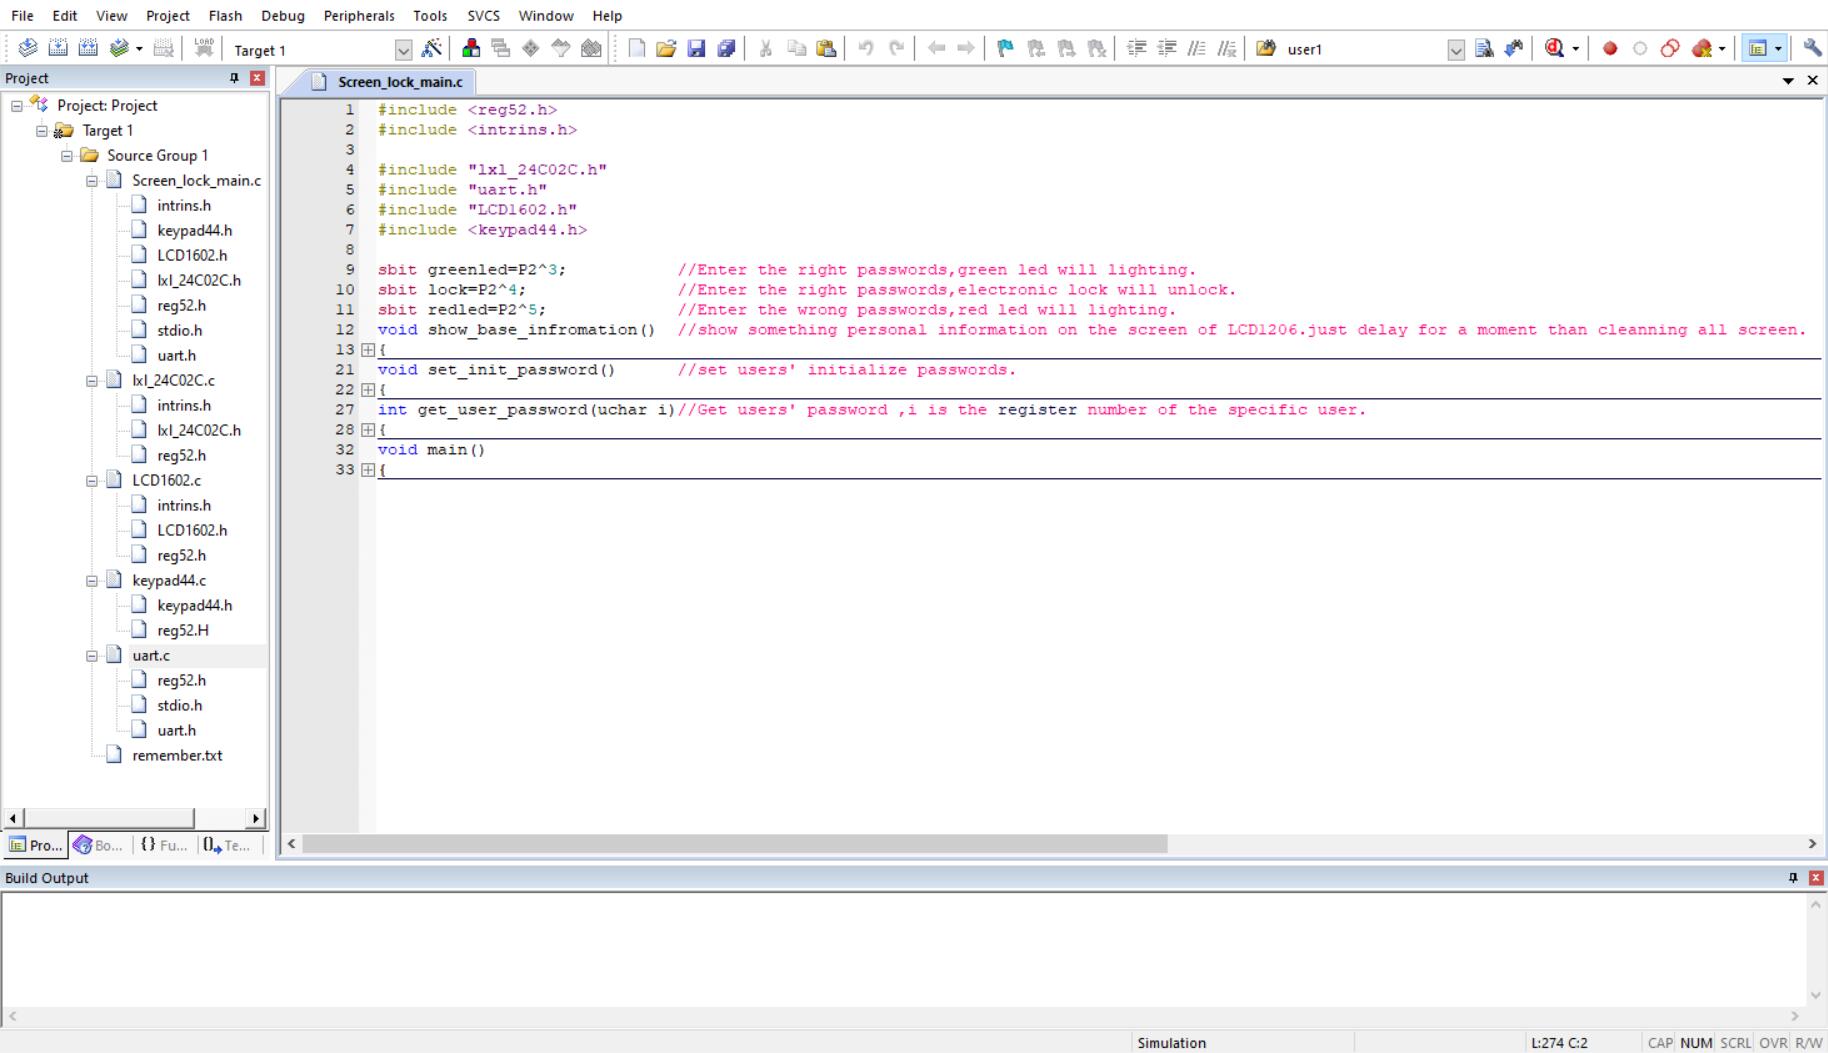 File Edit View Project Flash Debug Peripherals Tools SVCS Window Help
LOAD Target 1 user1
Project
Screen_lock_main.c
Project: Project
Target 1
Source Group 1
Screen_lock_main.c
intrins.h
keypad44.h
LCD1602.h
lxl_24C02C.h
reg52.h
stdio.h
uart.h
lxl_24C02C.c
intrins.h
lxl_24C02C.h
reg52.h
LCD1602.c
intrins.h
LCD1602.h
reg52.h
keypad44.c
keypad44.h
reg52.H
uart.c
reg52.h
stdio.h
uart.h
remember.txt
Pro... Bo... {} Fu... Te...
1 #include <reg52.h>
2 #include <intrins.h>
3
4 #include "lxl_24C02C.h"
5 #include "uart.h"
6 #include "LCD1602.h"
7 #include <keypad44.h>
8
9 sbit greenled=P2^3; //Enter the right passwords,green led will lighting.
10 sbit lock=P2^4; //Enter the right passwords,electronic lock will unlock.
11 sbit redled=P2^5; //Enter the wrong passwords,red led will lighting.
12 void show_base_infromation() //show something personal information on the screen of LCD1206.just delay for a moment than cleanning all screen.
13 {
21 void set_init_password() //set users' initialize passwords.
22 {
27 int get_user_password(uchar i)//Get users' password ,i is the register number of the specific user.
28 {
32 void main()
33 {
Build Output
Simulation L:274 C:2 CAP NUM SCRL OVR R/W